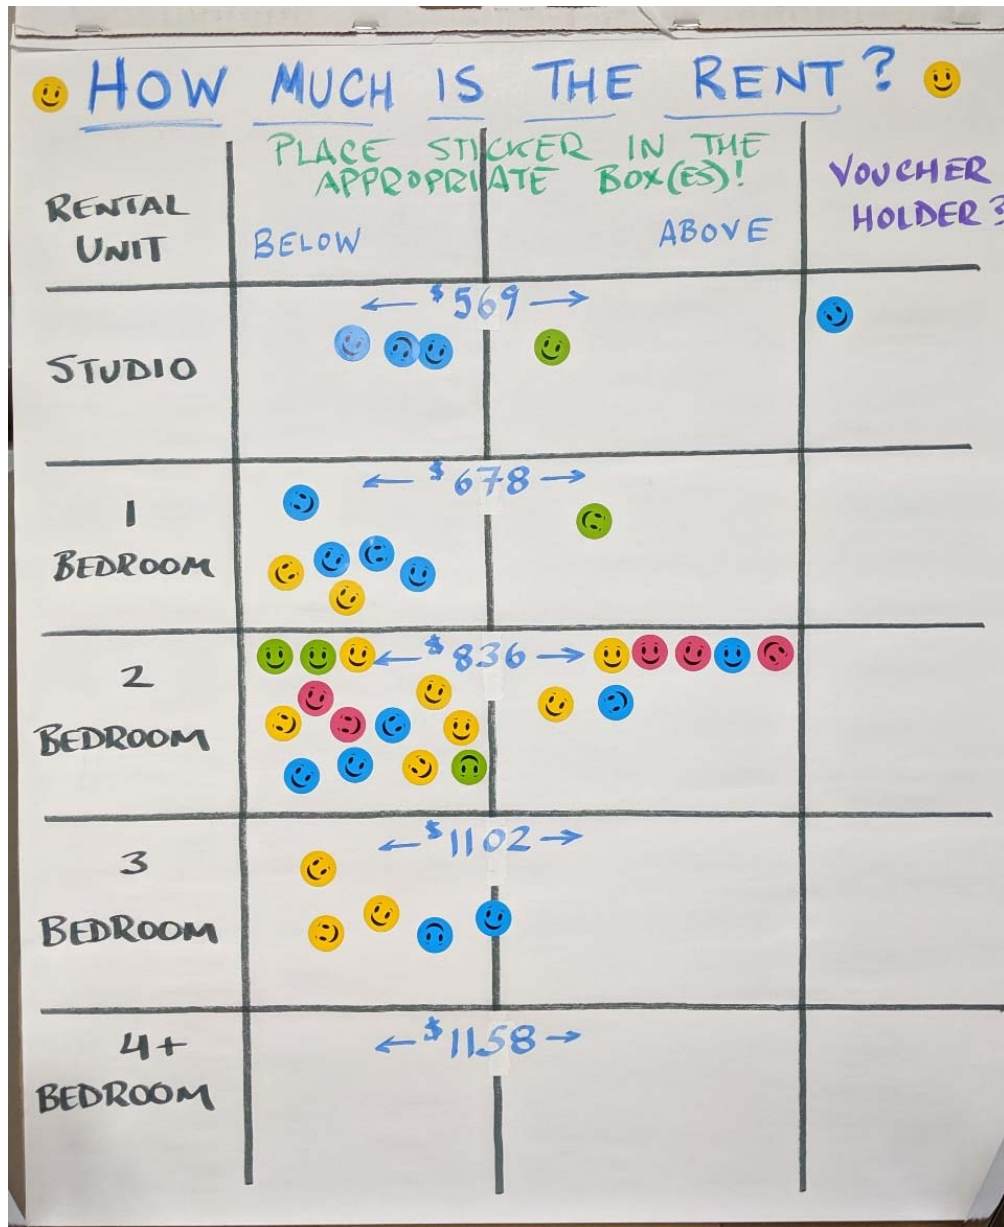 HOW MUCH IS THE RENT?
PLACE STICKER IN THE
APPROPRIATE BOX(ES)!
RENTAL
UNIT
BELOW
ABOVE
VOUCHER
HOLDER?
← $569 →
STUDIO
← $678 →
1
BEDROOM
← $836 →
2
BEDROOM
← $1102 →
3
BEDROOM
← $1158 →
4+
BEDROOM